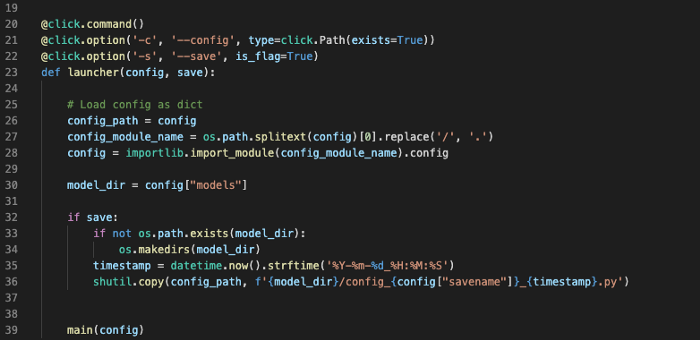 19
20 @click.command()
21 @click.option('-c', '--config', type=click.Path(exists=True))
22 @click.option('-s', '--save', is_flag=True)
23 def launcher(config, save):
24
25     # Load config as dict
26     config_path = config
27     config_module_name = os.path.splitext(config)[0].replace('/', '.')
28     config = importlib.import_module(config_module_name).config
29
30     model_dir = config["models"]
31
32     if save:
33         if not os.path.exists(model_dir):
34             os.makedirs(model_dir)
35         timestamp = datetime.now().strftime('%Y-%m-%d_%H:%M:%S')
36         shutil.copy(config_path, f'{model_dir}/config_{config["savename"]}_{timestamp}.py')
37
38
39     main(config)